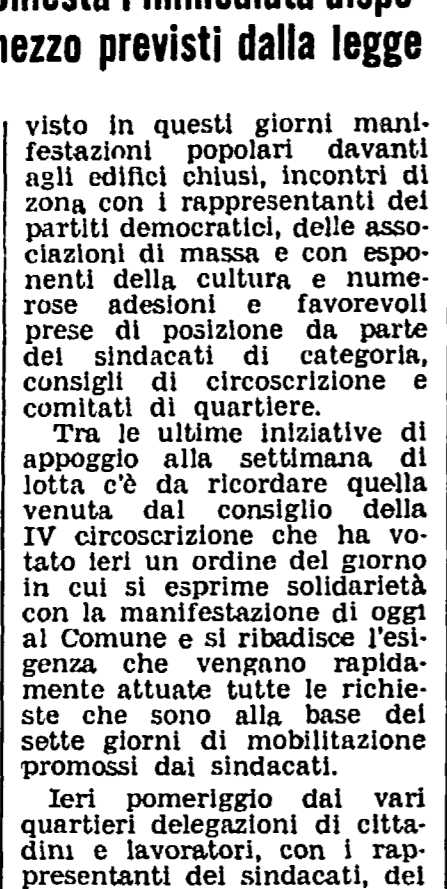 mezzo previsti dalla legge
visto in questi giorni mani-
festazioni popolari davanti
agli edifici chiusi, incontri di
zona con i rappresentanti dei
partiti democratici, delle asso-
ciazioni di massa e con espo-
nenti della cultura e nume-
rose adesioni e favorevoli
prese di posizione da parte
dei sindacati di categoria,
consigli di circoscrizione e
comitati di quartiere.
Tra le ultime iniziative di
appoggio alla settimana di
lotta c'è da ricordare quella
venuta dal consiglio della
IV circoscrizione che ha vo-
tato ieri un ordine del giorno
in cui si esprime solidarietà
con la manifestazione di oggi
al Comune e si ribadisce l'esi-
genza che vengano rapida-
mente attuate tutte le richie-
ste che sono alla base dei
sette giorni di mobilitazione
promossi dai sindacati.
Ieri pomeriggio dai vari
quartieri delegazioni di citta-
dini e lavoratori, con i rap-
presentanti dei sindacati, dei